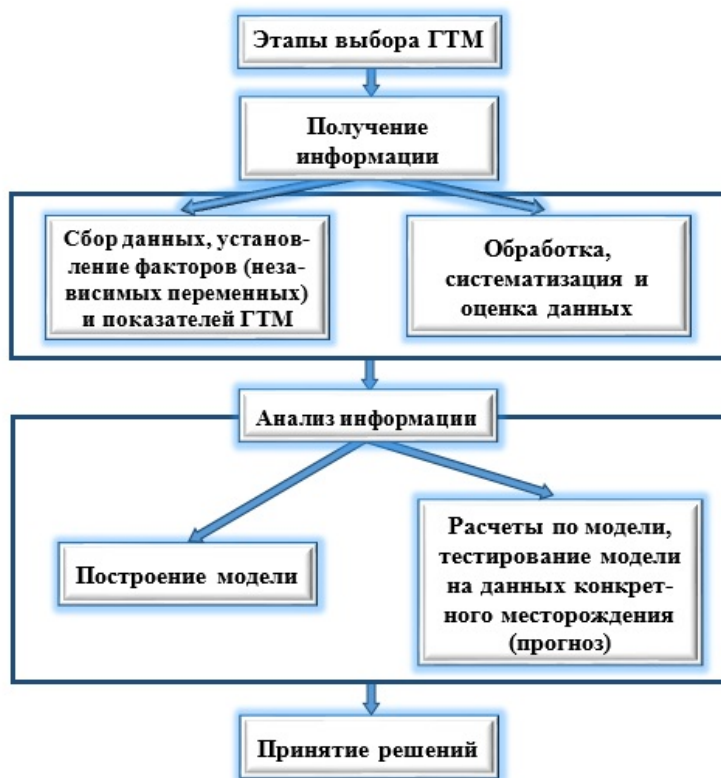 Этапы выбора ГТМ
Получение
информации
Сбор данных, установ-
ление факторов (неза-
висимых переменных)
и показателей ГТМ
Обработка,
систематизация и
оценка данных
Анализ информации
Построение модели
Расчеты по модели,
тестирование модели
на данных конкрет-
ного месторождения
(прогноз)
Принятие решений